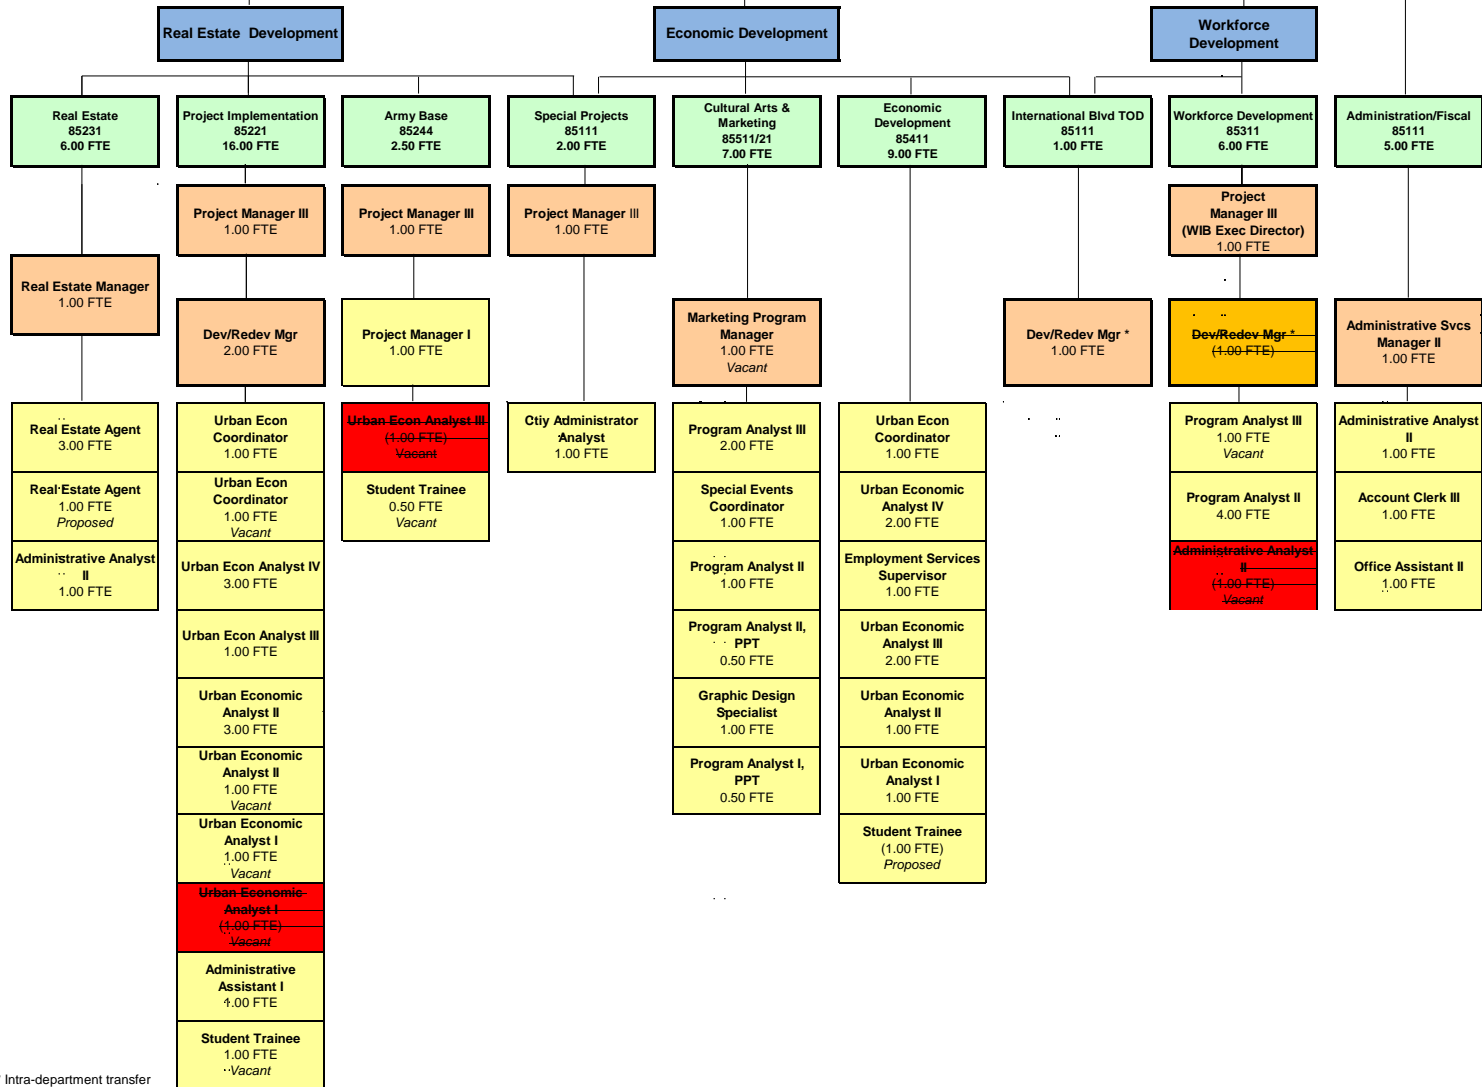 Real Estate Development
Economic Development
Workforce
Development
Real Estate
85231
6.00 FTE
Project Implementation
85221
16.00 FTE
Army Base
85244
2.50 FTE
Special Projects
85111
2.00 FTE
Cultural Arts &
Marketing
85511/21
7.00 FTE
Economic
Development
85411
9.00 FTE
International Blvd TOD
85111
1.00 FTE
Workforce Development
85311
6.00 FTE
Administration/Fiscal
85111
5.00 FTE
Real Estate Manager
1.00 FTE
Real Estate Agent
3.00 FTE
Real Estate Agent
1.00 FTE
Proposed
Administrative Analyst
II
1.00 FTE
Project Manager III
1.00 FTE
Dev/Redev Mgr
2.00 FTE
Urban Econ
Coordinator
1.00 FTE
Urban Econ
Coordinator
1.00 FTE
Vacant
Urban Econ Analyst IV
3.00 FTE
Urban Econ Analyst III
1.00 FTE
Urban Economic
Analyst II
3.00 FTE
Urban Economic
Analyst II
1.00 FTE
Vacant
Urban Economic
Analyst I
1.00 FTE
Vacant
Urban Economic
Analyst I
(1.00 FTE)
Vacant
Administrative
Assistant I
1.00 FTE
Student Trainee
1.00 FTE
Vacant
Project Manager III
1.00 FTE
Project Manager I
1.00 FTE
Urban Econ Analyst III
(1.00 FTE)
Vacant
Student Trainee
0.50 FTE
Vacant
Project Manager III
1.00 FTE
Ctiy Administrator
Analyst
1.00 FTE
Marketing Program
Manager
1.00 FTE
Vacant
Program Analyst III
2.00 FTE
Special Events
Coordinator
1.00 FTE
Program Analyst II
1.00 FTE
Program Analyst II,
PPT
0.50 FTE
Graphic Design
Specialist
1.00 FTE
Program Analyst I,
PPT
0.50 FTE
Urban Econ
Coordinator
1.00 FTE
Urban Economic
Analyst IV
2.00 FTE
Employment Services
Supervisor
1.00 FTE
Urban Economic
Analyst III
2.00 FTE
Urban Economic
Analyst II
1.00 FTE
Urban Economic
Analyst I
1.00 FTE
Student Trainee
(1.00 FTE)
Proposed
Dev/Redev Mgr *
1.00 FTE
Project
Manager III
(WIB Exec Director)
1.00 FTE
Dev/Redev Mgr *
(1.00 FTE)
Program Analyst III
1.00 FTE
Vacant
Program Analyst II
4.00 FTE
Administrative Analyst
II
(1.00 FTE)
Vacant
Administrative Svcs
Manager II
1.00 FTE
Administrative Analyst
II
1.00 FTE
Account Clerk III
1.00 FTE
Office Assistant II
1.00 FTE
* Intra-department transfer